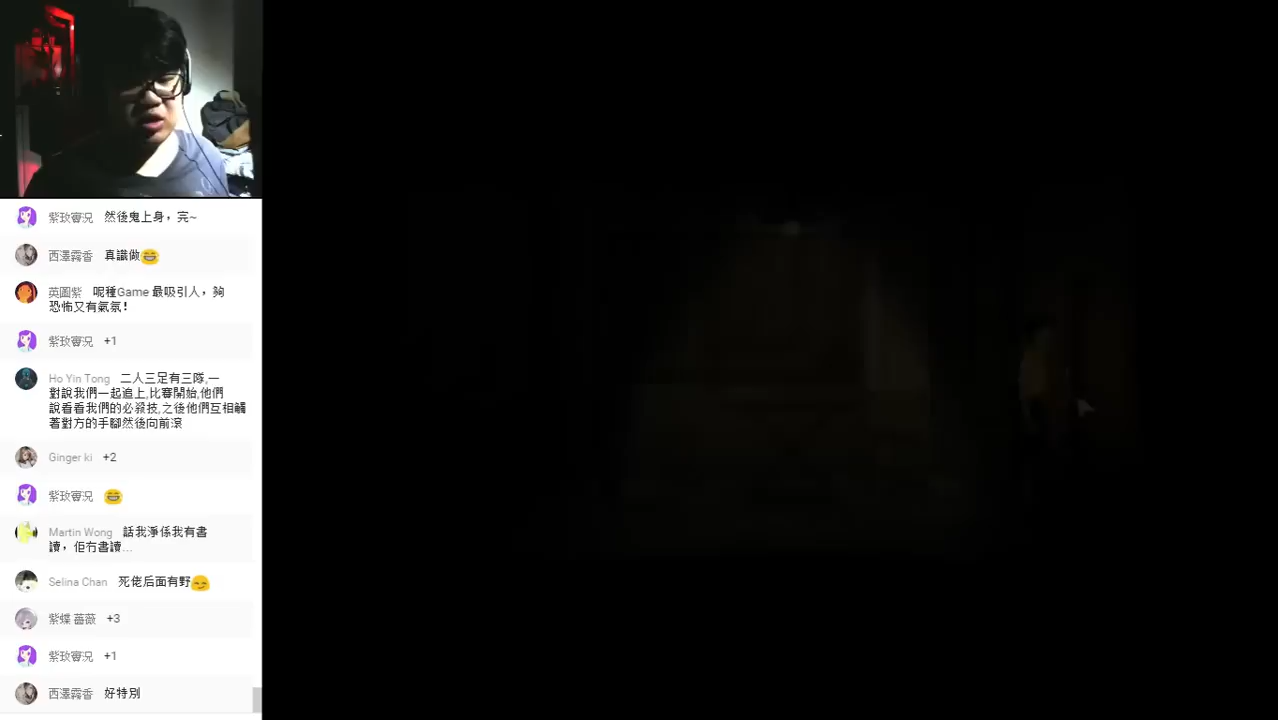 紫玫審況 然後鬼上身，完~
西澤霧香 真識做
英圖紫 呢種Game 最吸引人，夠
恐怖又有氣氛！
紫玫審況 +1
Ho Yin Tong 二人三足有三隊,一
對說我們一起追上,比賽開始,他們
說看看我們的必殺技,之後他們互相觸
著對方的手腳然後向前滾
Ginger ki +2
紫玫審況
Martin Wong 話我淨係我有書
讀，佢冇書讀...
Selina Chan 死佬后面有野
紫蝶 薔薇 +3
紫玫審況 +1
西澤霧香 好特別